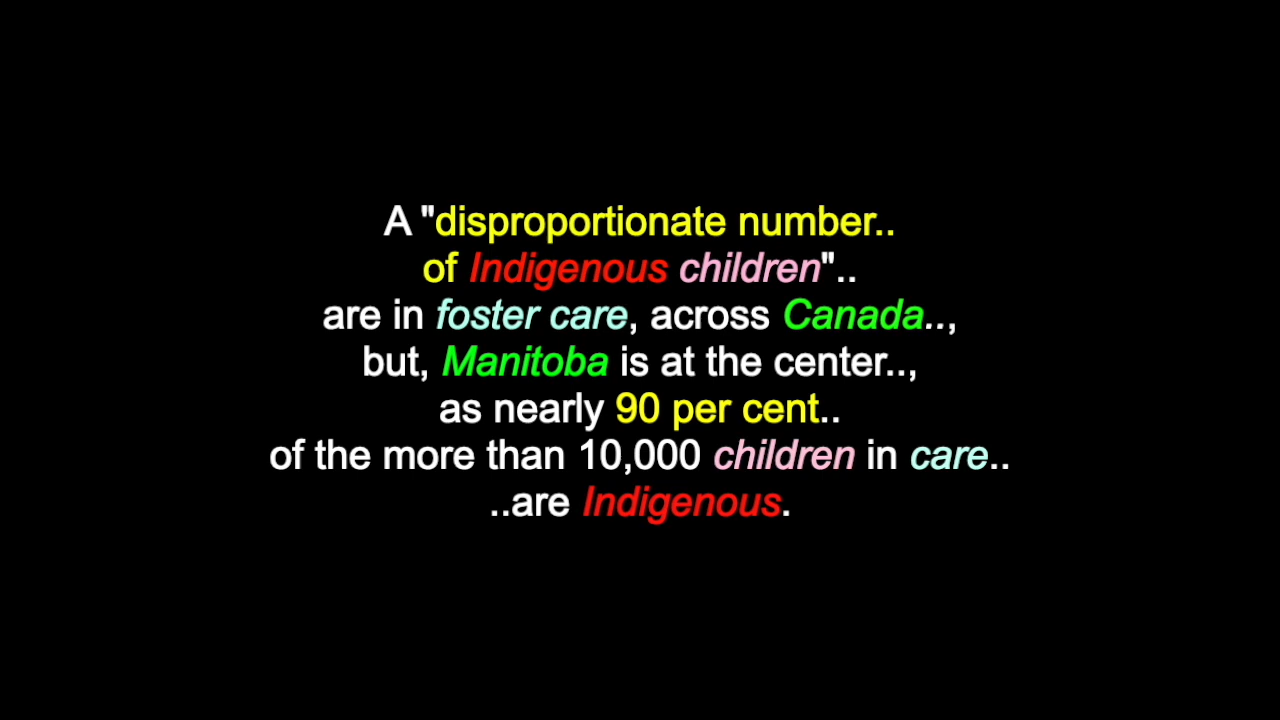 A "disproportionate number..
of Indigenous children"..
are in foster care, across Canada..,
but, Manitoba is at the center..,
as nearly 90 per cent..
of the more than 10,000 children in care..
..are Indigenous.